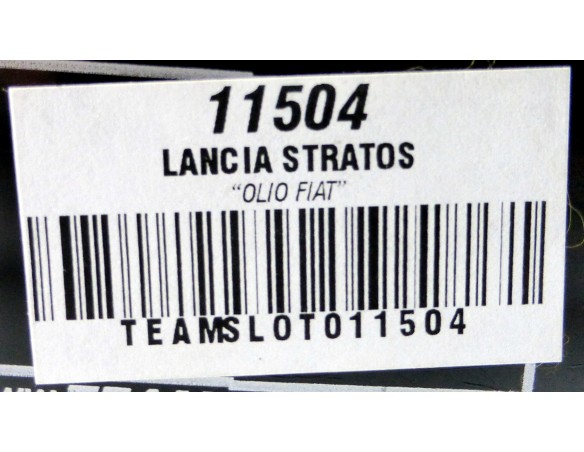 11504
LANCIA STRATOS
"OLIO FIAT"
TEAMSLOT011504